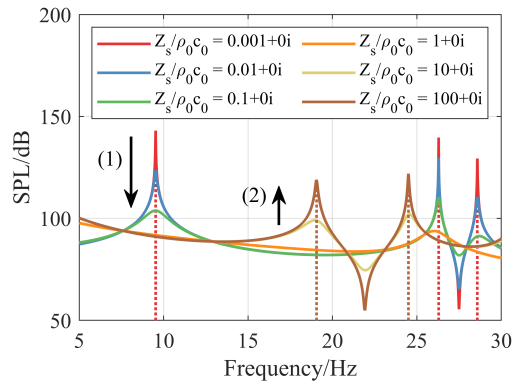 200
150
100
50
SPL/dB
Z_s/ρ_0c_0 = 0.001+0i
Z_s/ρ_0c_0 = 0.01+0i
Z_s/ρ_0c_0 = 0.1+0i
Z_s/ρ_0c_0 = 1+0i
Z_s/ρ_0c_0 = 10+0i
Z_s/ρ_0c_0 = 100+0i
(1)
(2)
5 10 15 20 25 30
Frequency/Hz